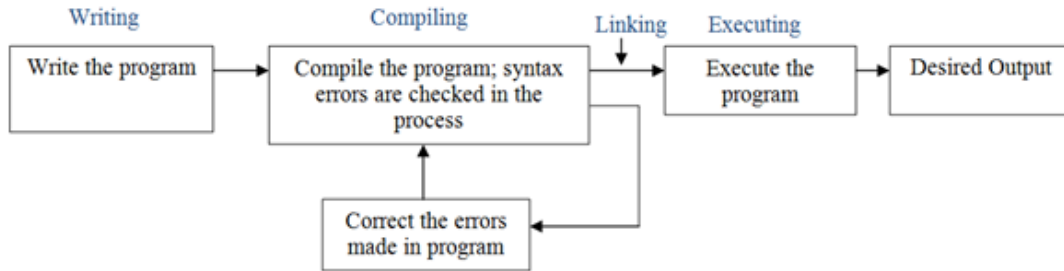 Writing
Compiling
Linking
Executing
Write the program
Compile the program; syntax
errors are checked in the
process
Execute the
program
Desired Output
Correct the errors
made in program